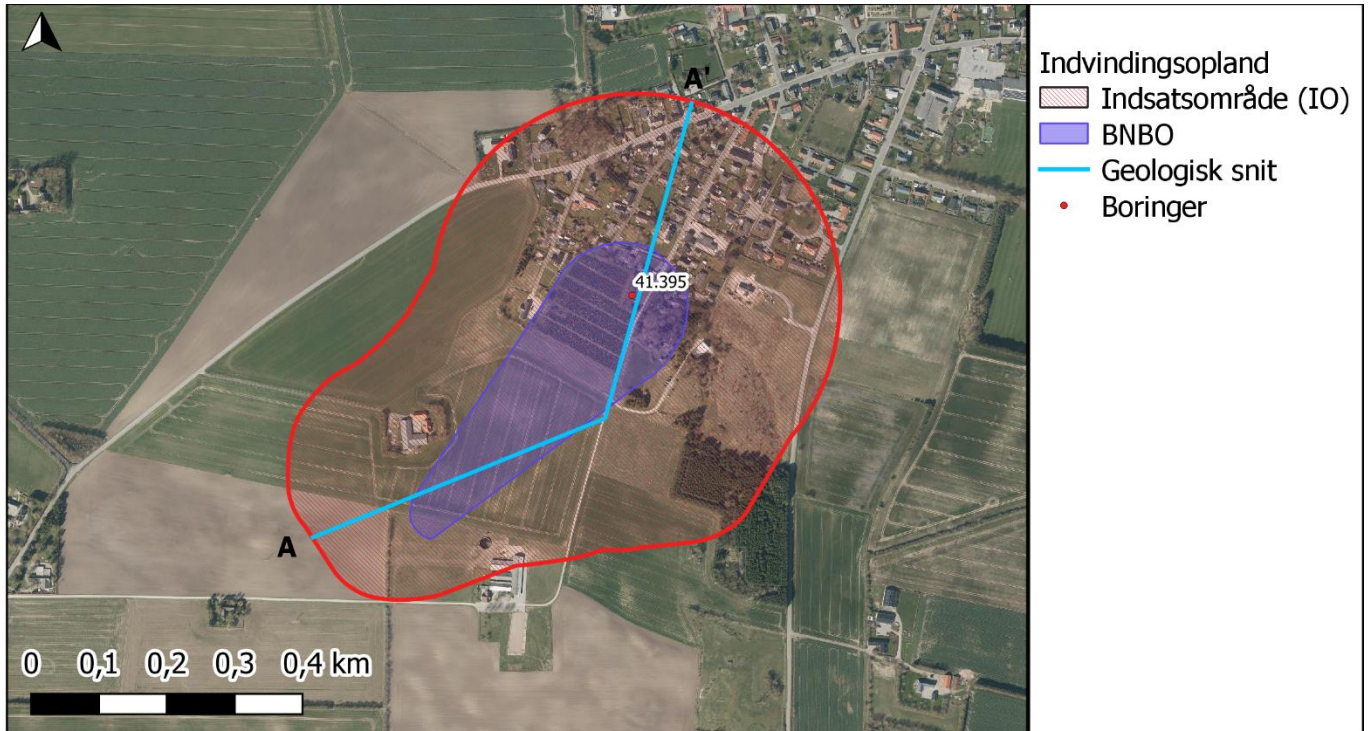 A'
41.395
A
0 0,1 0,2 0,3 0,4 km
Indvindingsopland
Indsatsområde (IO)
BNBO
Geologisk snit
Boringer